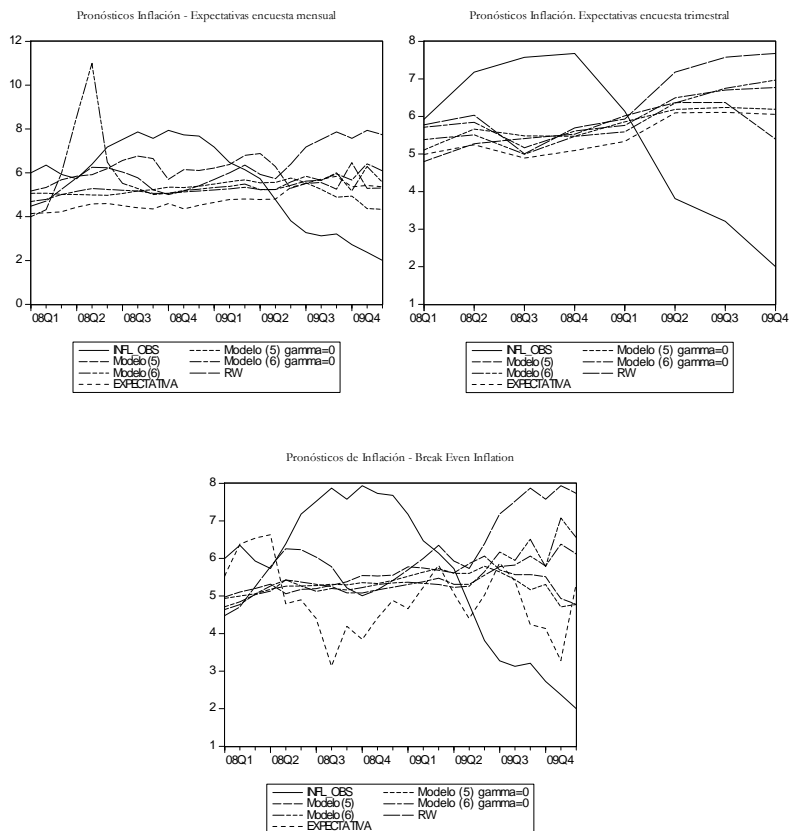 Pronósticos Inflación - Expectativas encuesta mensual
12
10
8
6
4
2
0
08Q1 08Q2 08Q3 08Q4 09Q1 09Q2 09Q3 09Q4
INFL_OBS Modelo (5) gamma=0
Modelo (5) Modelo (6) gamma=0
Modelo (6) RW
EXPECTATIVA
Pronósticos Inflación. Expectativas encuesta trimestral
8
7
6
5
4
3
2
1
08Q1 08Q2 08Q3 08Q4 09Q1 09Q2 09Q3 09Q4
INFL_OBS Modelo (5) gamma=0
Modelo (5) Modelo (6) gamma=0
Modelo (6) RW
EXPECTATIVA
Pronósticos de Inflación - Break Even Inflation
8
7
6
5
4
3
2
1
08Q1 08Q2 08Q3 08Q4 09Q1 09Q2 09Q3 09Q4
INFL_OBS Modelo (5) gamma=0
Modelo (5) Modelo (6) gamma=0
Modelo (6) RW
EXPECTATIVA